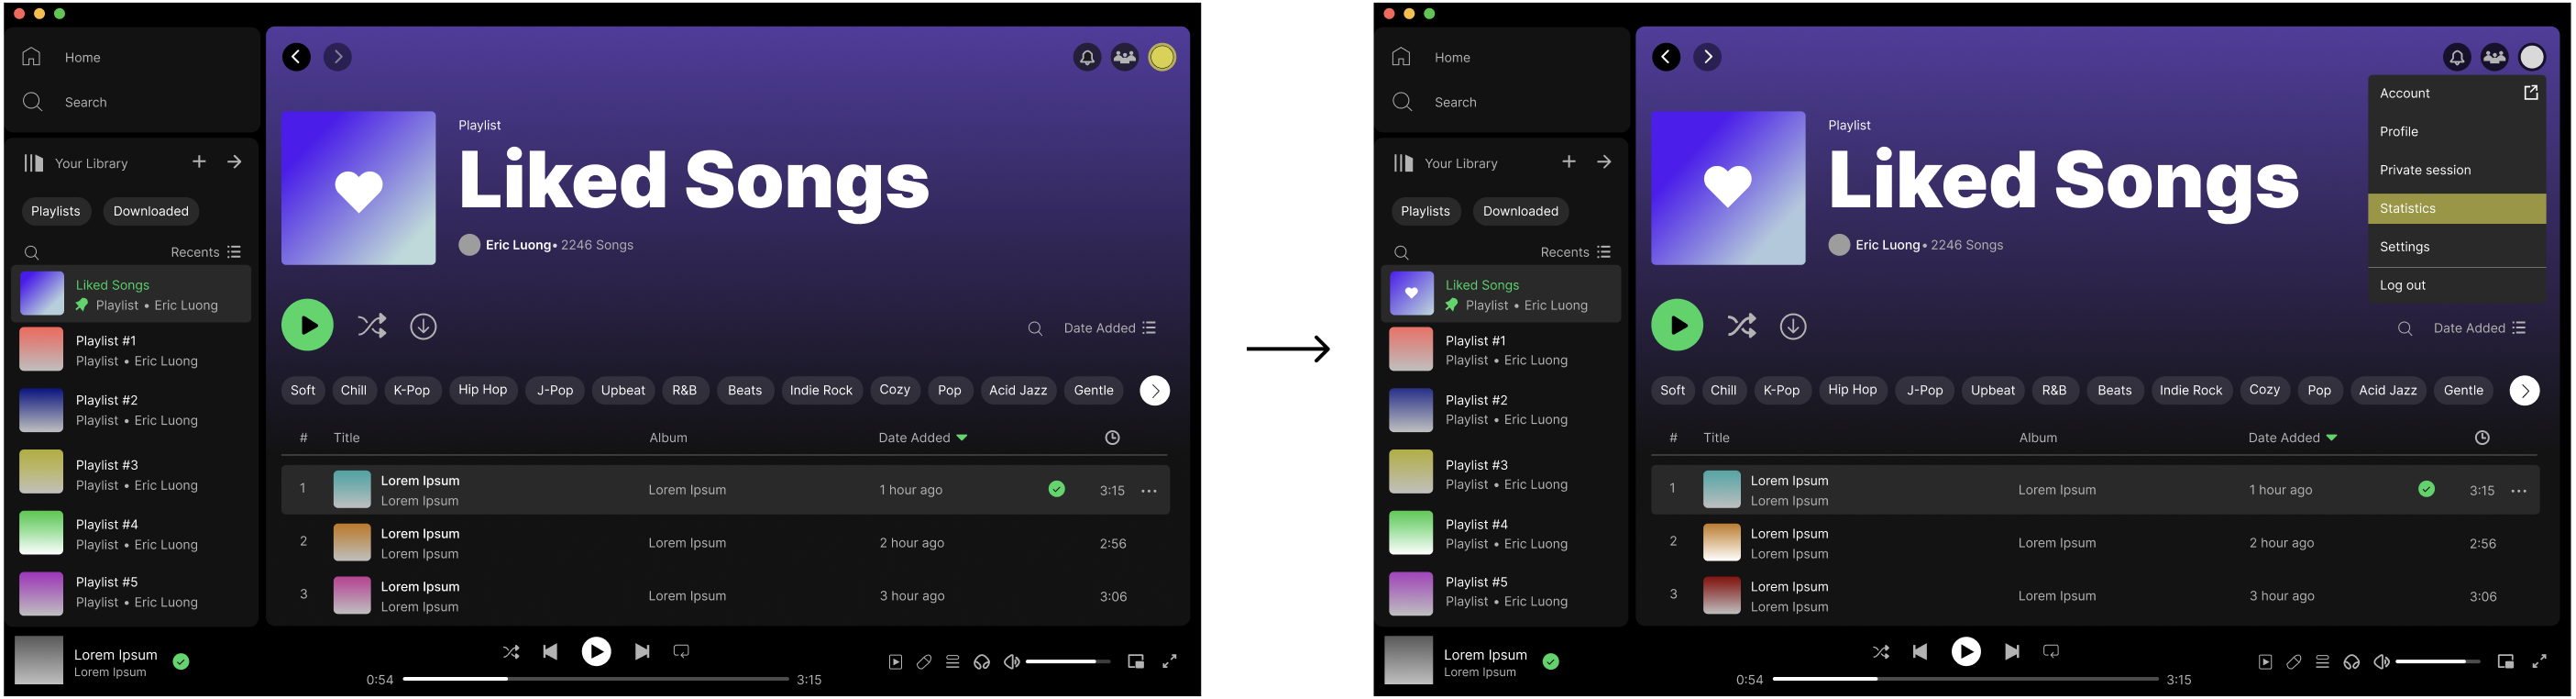 Home
Search
Your Library
Playlists Downloaded
Recents
Liked Songs
Playlist • Eric Luong
Playlist #1
Playlist • Eric Luong
Playlist #2
Playlist • Eric Luong
Playlist #3
Playlist • Eric Luong
Playlist #4
Playlist • Eric Luong
Playlist #5
Playlist • Eric Luong
Playlist
Liked Songs
Eric Luong • 2246 Songs
Date Added
Soft Chill K-Pop Hip Hop J-Pop Upbeat R&B Beats Indie Rock Cozy Pop Acid Jazz Gentle
# Title Album Date Added
1 Lorem Ipsum Lorem Ipsum 1 hour ago 3:15 ...
Lorem Ipsum
2 Lorem Ipsum Lorem Ipsum 2 hour ago 2:56
Lorem Ipsum
3 Lorem Ipsum Lorem Ipsum 3 hour ago 3:06
Lorem Ipsum
Lorem Ipsum
Lorem Ipsum
0:54 3:15
Home
Search
Your Library
Playlists Downloaded
Recents
Liked Songs
Playlist • Eric Luong
Playlist #1
Playlist • Eric Luong
Playlist #2
Playlist • Eric Luong
Playlist #3
Playlist • Eric Luong
Playlist #4
Playlist • Eric Luong
Playlist #5
Playlist • Eric Luong
Playlist
Liked Songs
Eric Luong • 2246 Songs
Account
Profile
Private session
Statistics
Settings
Log out
Date Added
Soft Chill K-Pop Hip Hop J-Pop Upbeat R&B Beats Indie Rock Cozy Pop Acid Jazz Gentle
# Title Album Date Added
1 Lorem Ipsum Lorem Ipsum 1 hour ago 3:15 ...
Lorem Ipsum
2 Lorem Ipsum Lorem Ipsum 2 hour ago 2:56
Lorem Ipsum
3 Lorem Ipsum Lorem Ipsum 3 hour ago 3:06
Lorem Ipsum
Lorem Ipsum
Lorem Ipsum
0:54 3:15